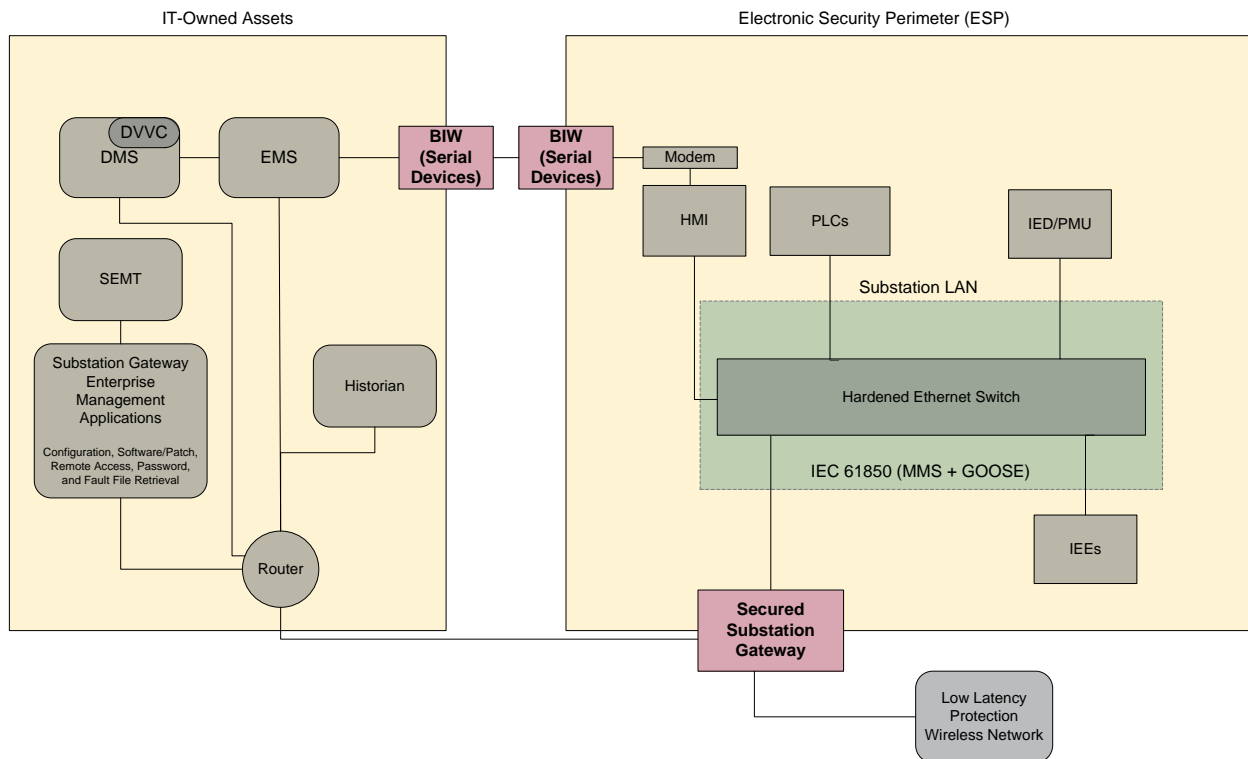 IT-Owned Assets
Electronic Security Perimeter (ESP)
DVVC
DMS
EMS
BIW
(Serial
Devices)
BIW
(Serial
Devices)
Modem
HMI
PLCs
IED/PMU
SEMT
Substation LAN
Substation Gateway
Enterprise
Management
Applications
Configuration, Software/Patch,
Remote Access, Password,
and Fault File Retrieval
Historian
Hardened Ethernet Switch
IEC 61850 (MMS + GOOSE)
IEEs
Router
Secured
Substation
Gateway
Low Latency
Protection
Wireless Network